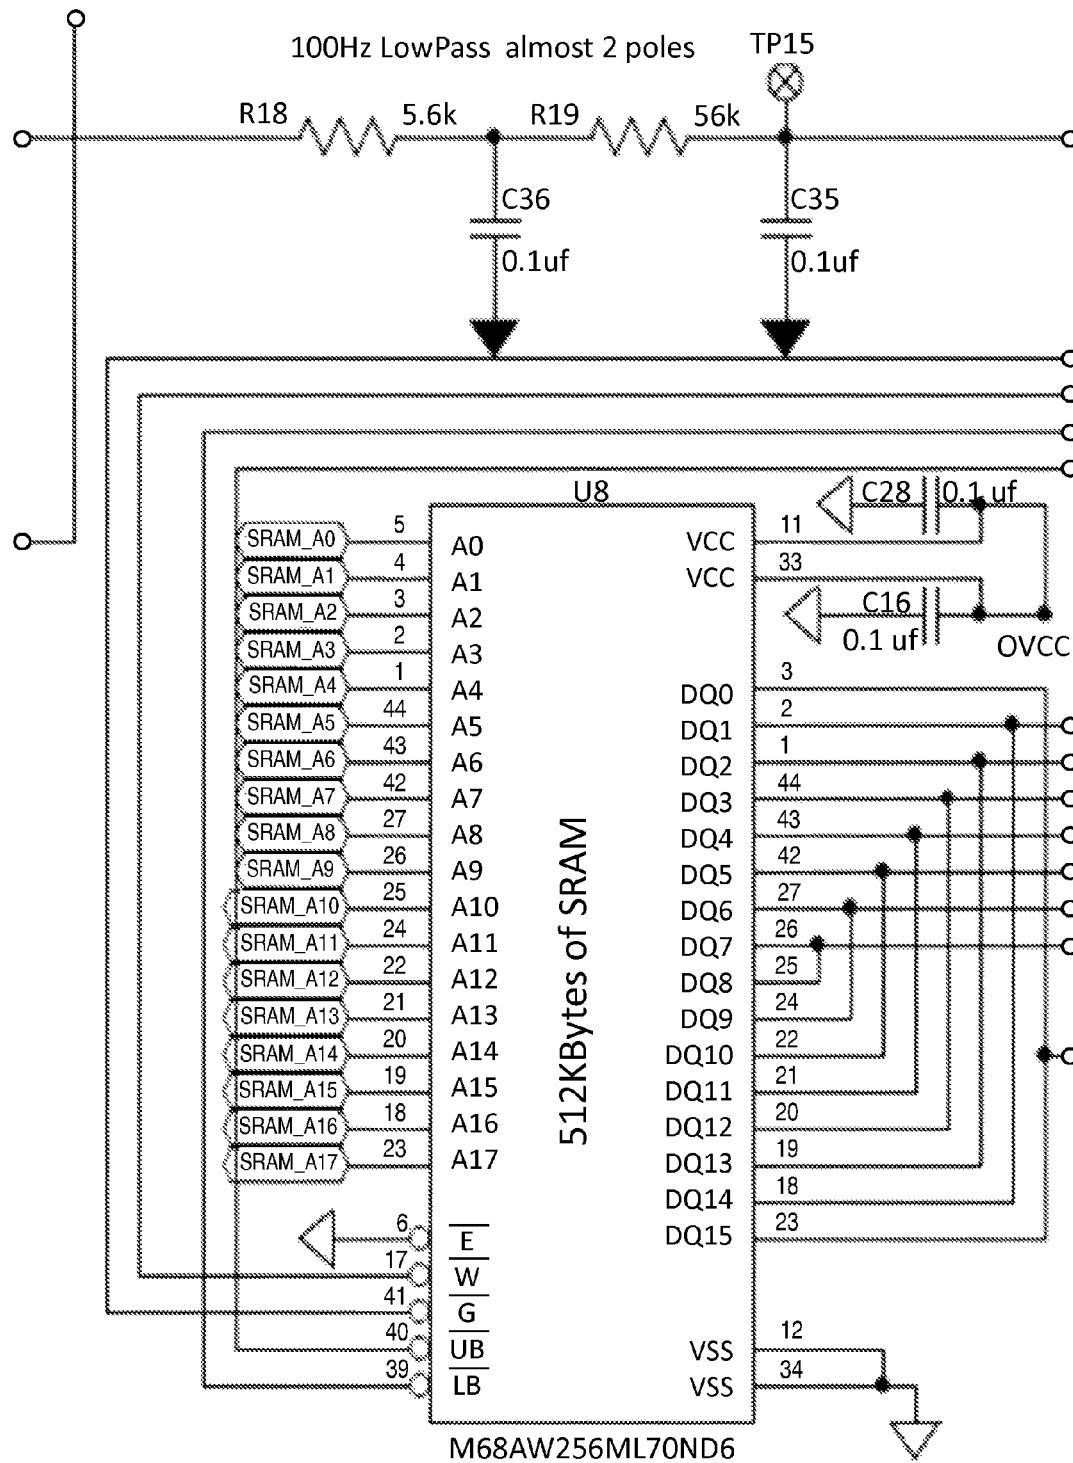 100Hz LowPass almost 2 poles
TP15
R18
5.6k
R19
56k
C36
0.1uf
C35
0.1uf
U8
C28
0.1 uf
SRAM_A0
5
A0
SRAM_A1
4
A1
SRAM_A2
3
A2
SRAM_A3
2
A3
SRAM_A4
1
A4
SRAM_A5
44
A5
SRAM_A6
43
A6
SRAM_A7
42
A7
SRAM_A8
27
A8
SRAM_A9
26
A9
SRAM_A10
25
A10
SRAM_A11
24
A11
SRAM_A12
22
A12
SRAM_A13
21
A13
SRAM_A14
20
A14
SRAM_A15
19
A15
SRAM_A16
18
A16
SRAM_A17
23
A17
6
E
17
W
41
G
40
UB
39
LB
512KBytes of SRAM
VCC
11
VCC
33
C16
0.1 uf
OVCC
DQ0
3
DQ1
2
DQ2
1
DQ3
44
DQ4
43
DQ5
42
DQ6
27
DQ7
26
DQ8
25
DQ9
24
DQ10
22
DQ11
21
DQ12
20
DQ13
19
DQ14
18
DQ15
23
VSS
12
VSS
34
M68AW256ML70ND6